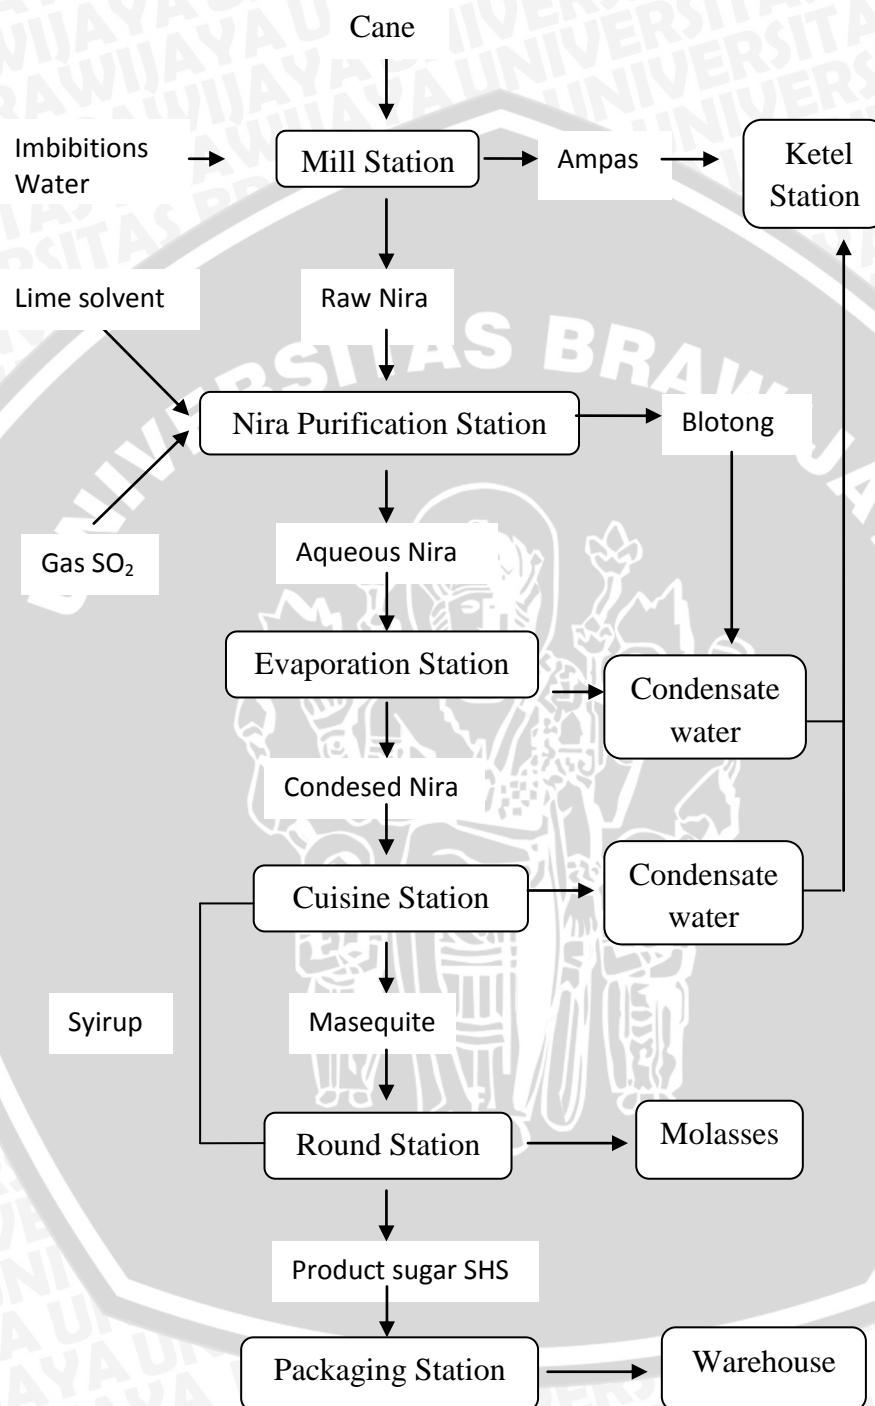 Cane
Imbibitions
Water
Mill Station
Ampas
Ketel
Station
Lime solvent
Raw Nira
UNIVERSITAS BRAWIJAYA
Nira Purification Station
Blotong
Gas SO₂
Aqueous Nira
Evaporation Station
Condensate
water
Condesed Nira
Cuisine Station
Condensate
water
Syirup
Masequite
Round Station
Molasses
Product sugar SHS
Packaging Station
Warehouse